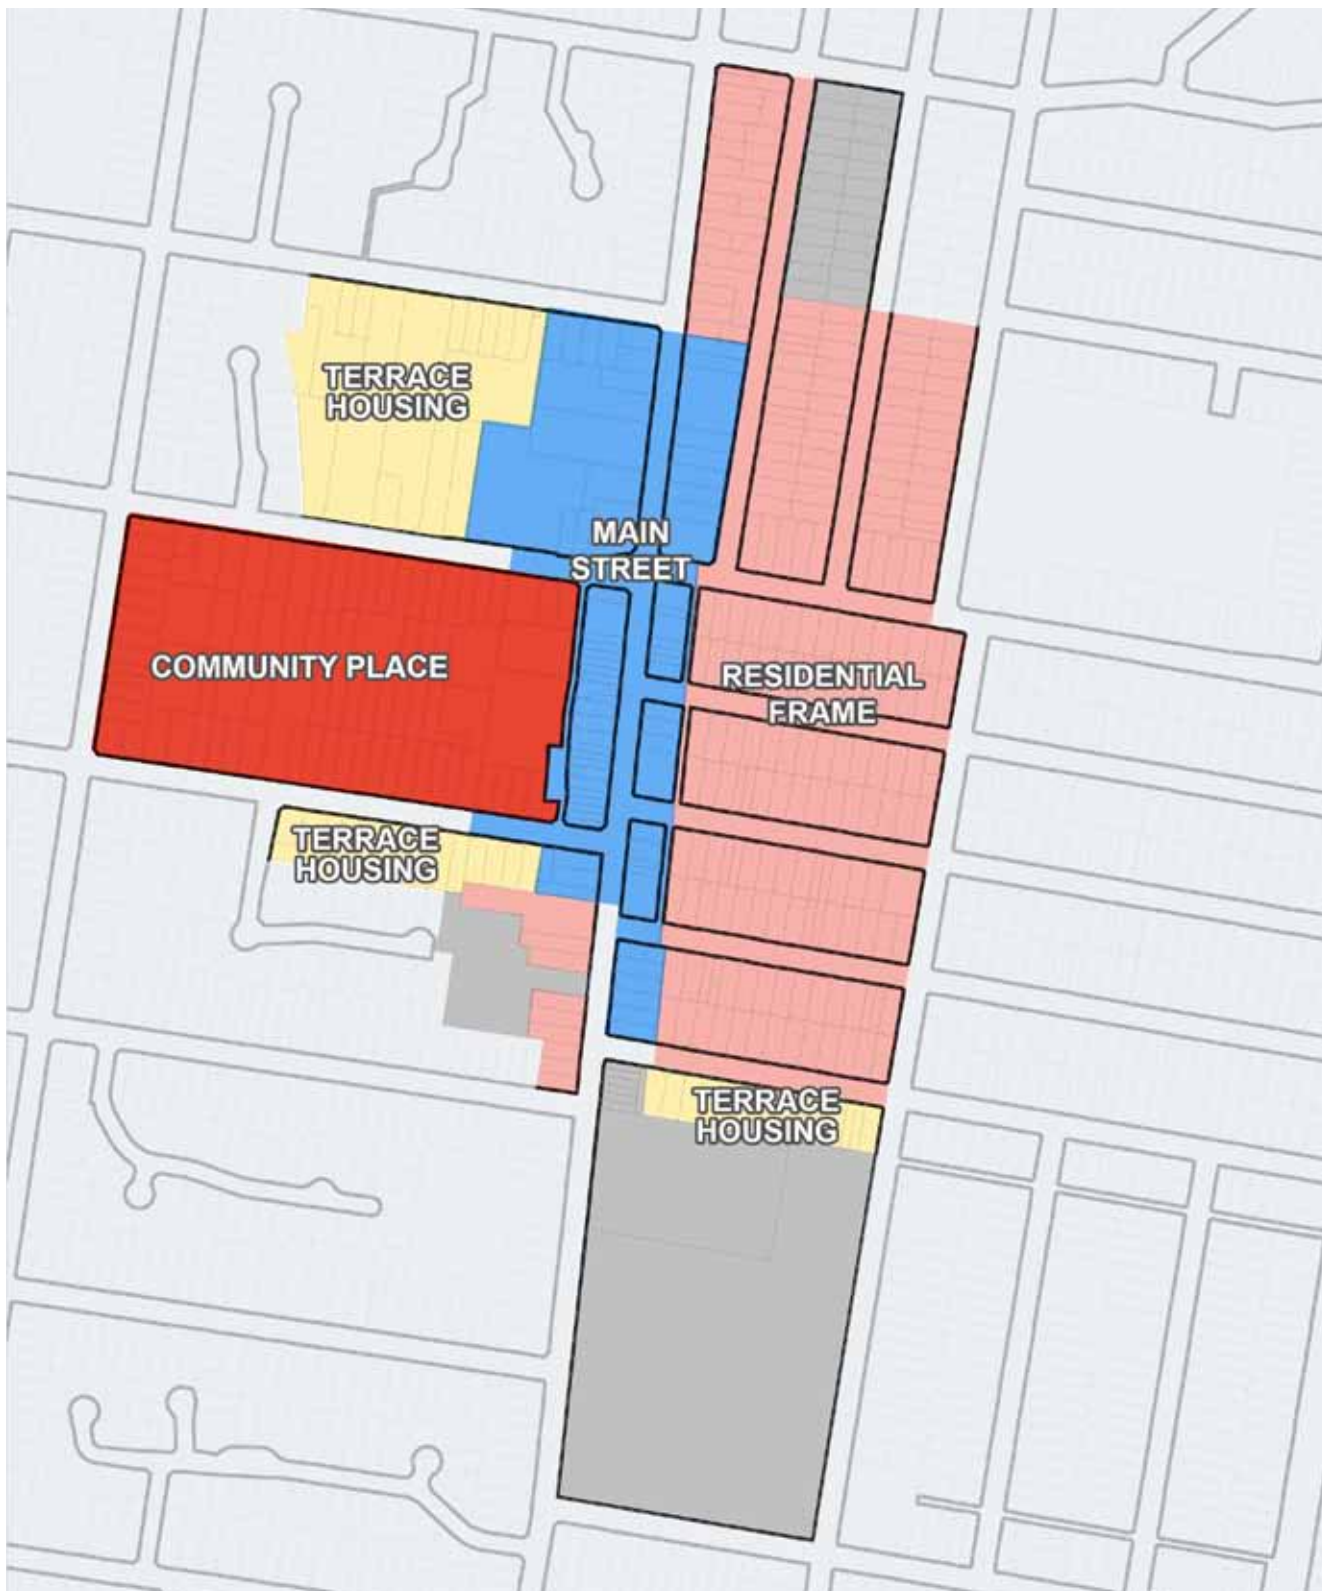 TERRACE
HOUSING
MAIN
STREET
COMMUNITY PLACE
RESIDENTIAL
FRAME
TERRACE
HOUSING
TERRACE
HOUSING